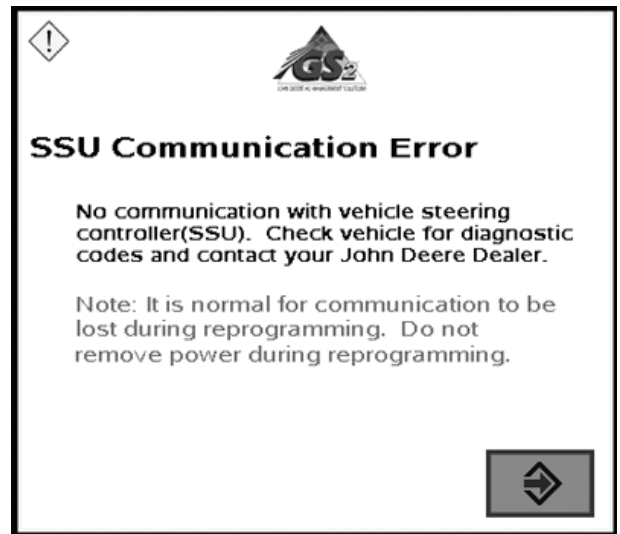 !
GS2
SSU Communication Error
No communication with vehicle steering
controller(SSU). Check vehicle for diagnostic
codes and contact your John Deere Dealer.
Note: It is normal for communication to be
lost during reprogramming. Do not
remove power during reprogramming.